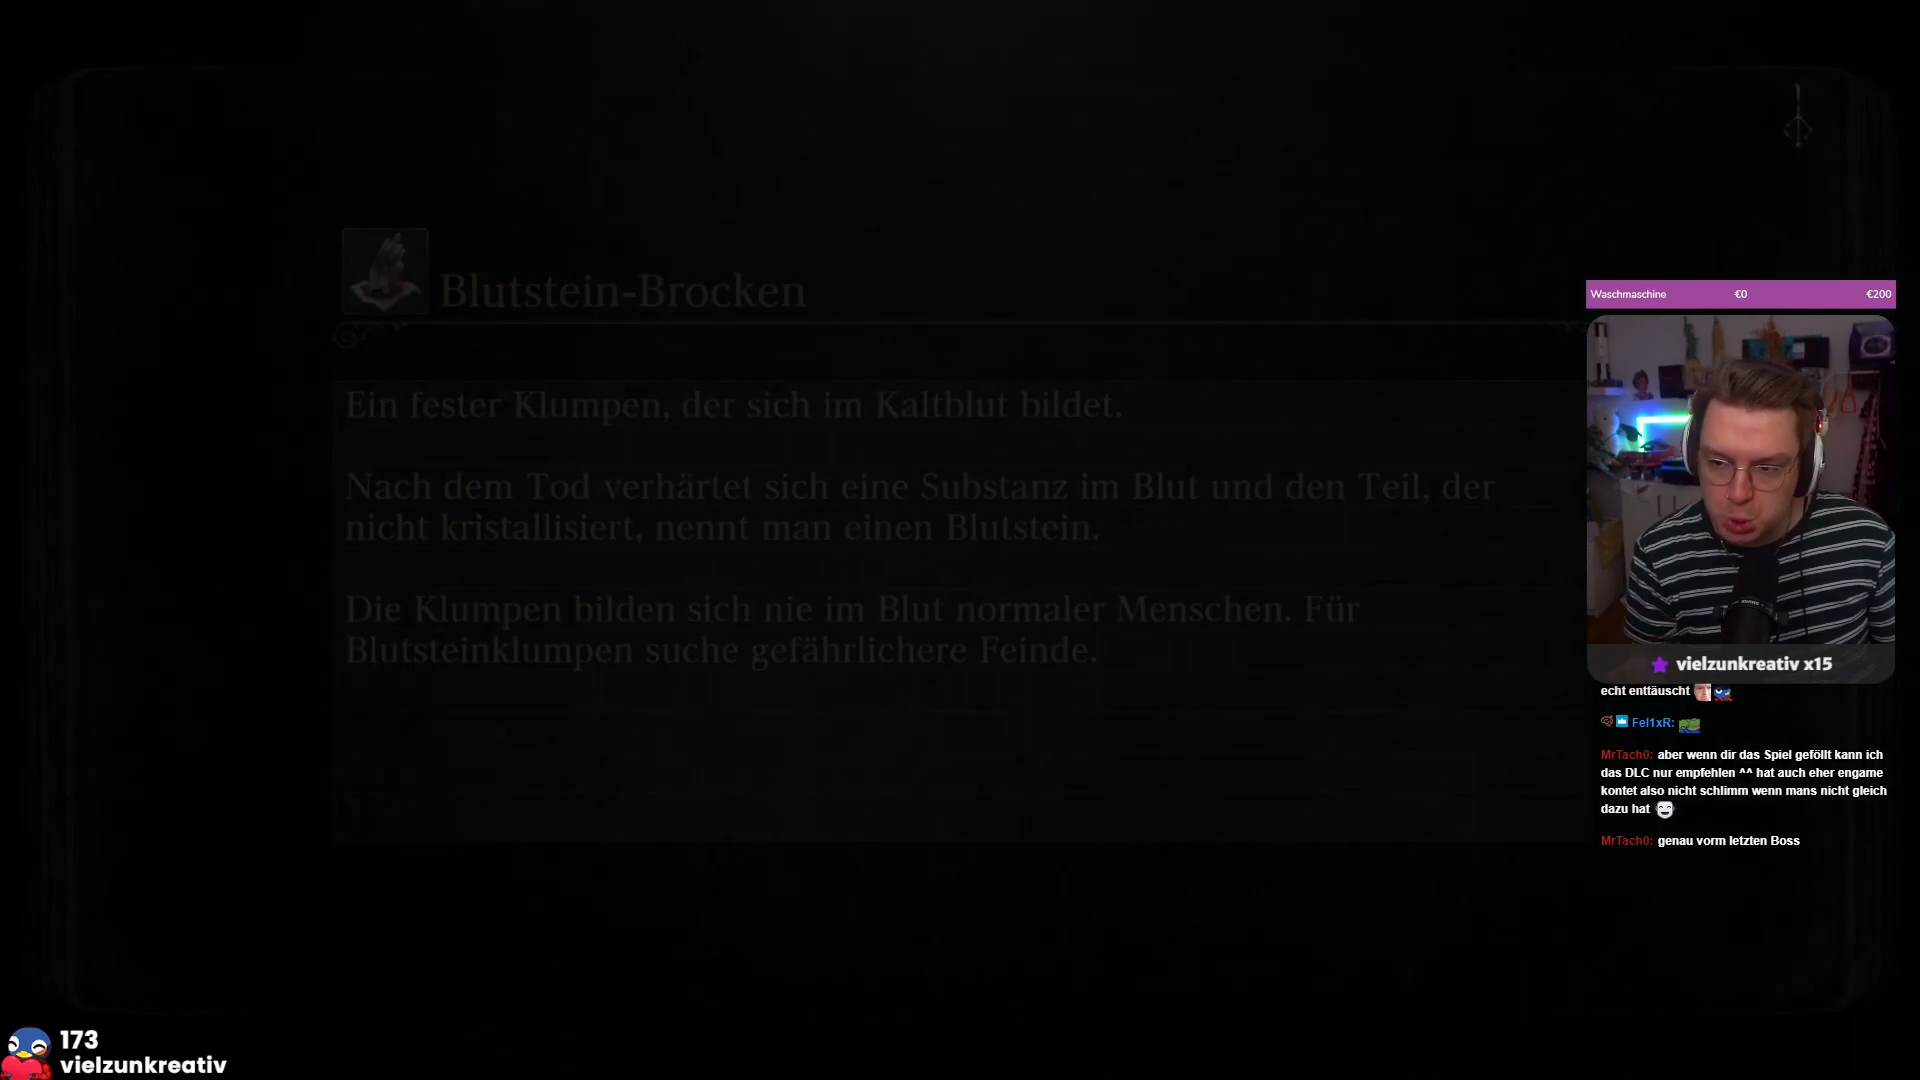 Blutstein-Brocken
Ein fester Klumpen, der sich im Kaltblut bildet.
Nach dem Tod verhärtet sich eine Substanz im Blut und den Teil, der
nicht kristallisiert, nennt man einen Blutstein.
Die Klumpen bilden sich nie im Blut normaler Menschen. Für
Blutsteinklumpen suche gefährlichere Feinde.
Waschmaschine €0 €200
vielzunkreativ x15
echt enttäuscht
Fel1xR:
MrTach0: aber wenn dir das Spiel geföllt kann ich
das DLC nur empfehlen ^^ hat auch eher engame
kontet also nicht schlimm wenn mans nicht gleich
dazu hat
MrTach0: genau vorm letzten Boss
173
vielzunkreativ